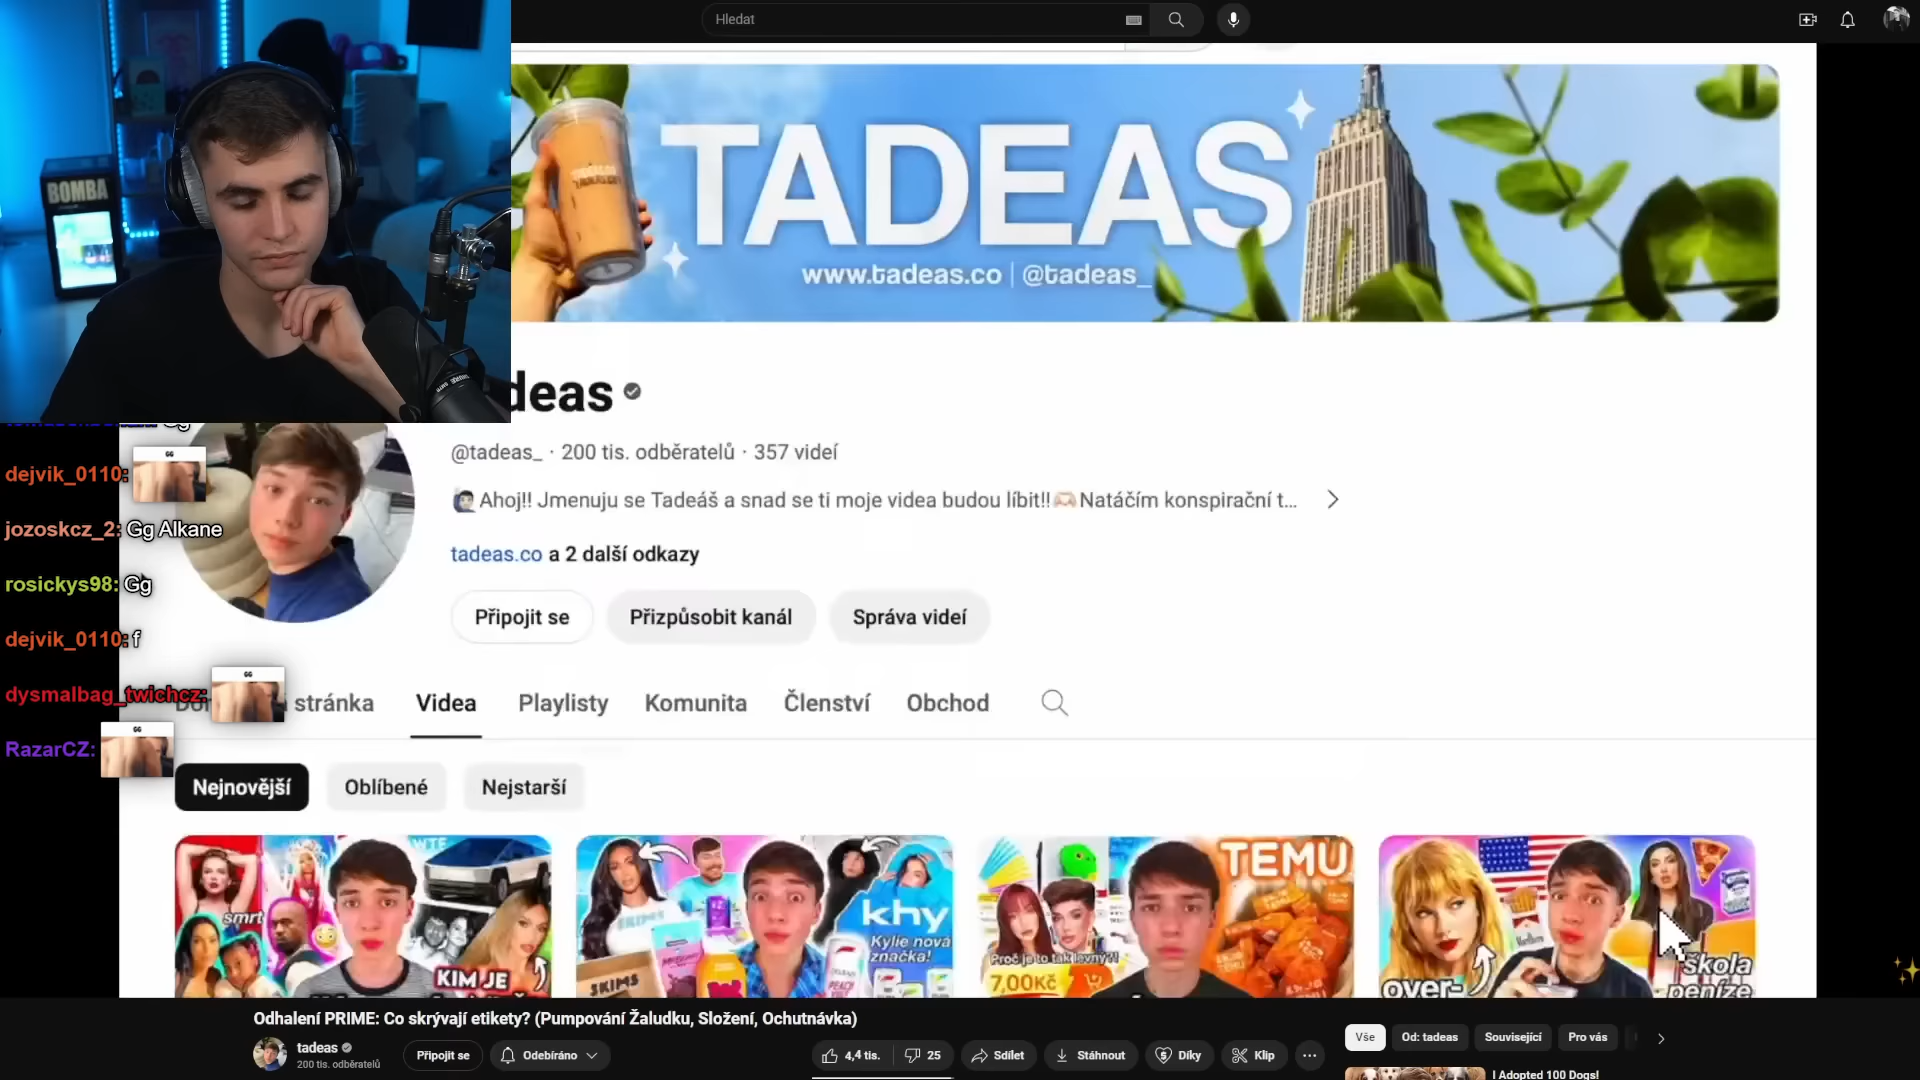 Hledat
BOMBA
TADEAS
www.tadeas.co | @tadeas_
deas
@tadeas_ · 200 tis. odběratelů · 357 videí
Ahoj!! Jmenuju se Tadeáš a snad se ti moje videa budou líbit!! Natáčím konspirační t...
tadeas.co a 2 další odkazy
Připojit se
Přizpůsobit kanál
Správa videí
Gg
dejvik_0110:
GG
jozoskcz_2: Gg Alkane
rosickys98: Gg
dejvik_0110: f
dysmalbag_twichcz:
GG
RazarCZ:
GG
stránka
Videa
Playlisty
Komunita
Členství
Obchod
Nejnovější
Oblíbené
Nejstarší
smrt
KIM JE
SKIMS
khy
Kylie nová
značka!
TEMU
Proč je to tak levný?!
7,00Kč
over-
škola
peníze
Odhalení PRIME: Co skrývají etikety? (Pumpování Žaludku, Složení, Ochutnávka)
tadeas
200 tis. odběratelů
Připojit se
Odebíráno
4,4 tis.
25
Sdílet
Stáhnout
Díky
Klip
Vše
Od: tadeas
Související
Pro vás
I Adopted 100 Dogs!